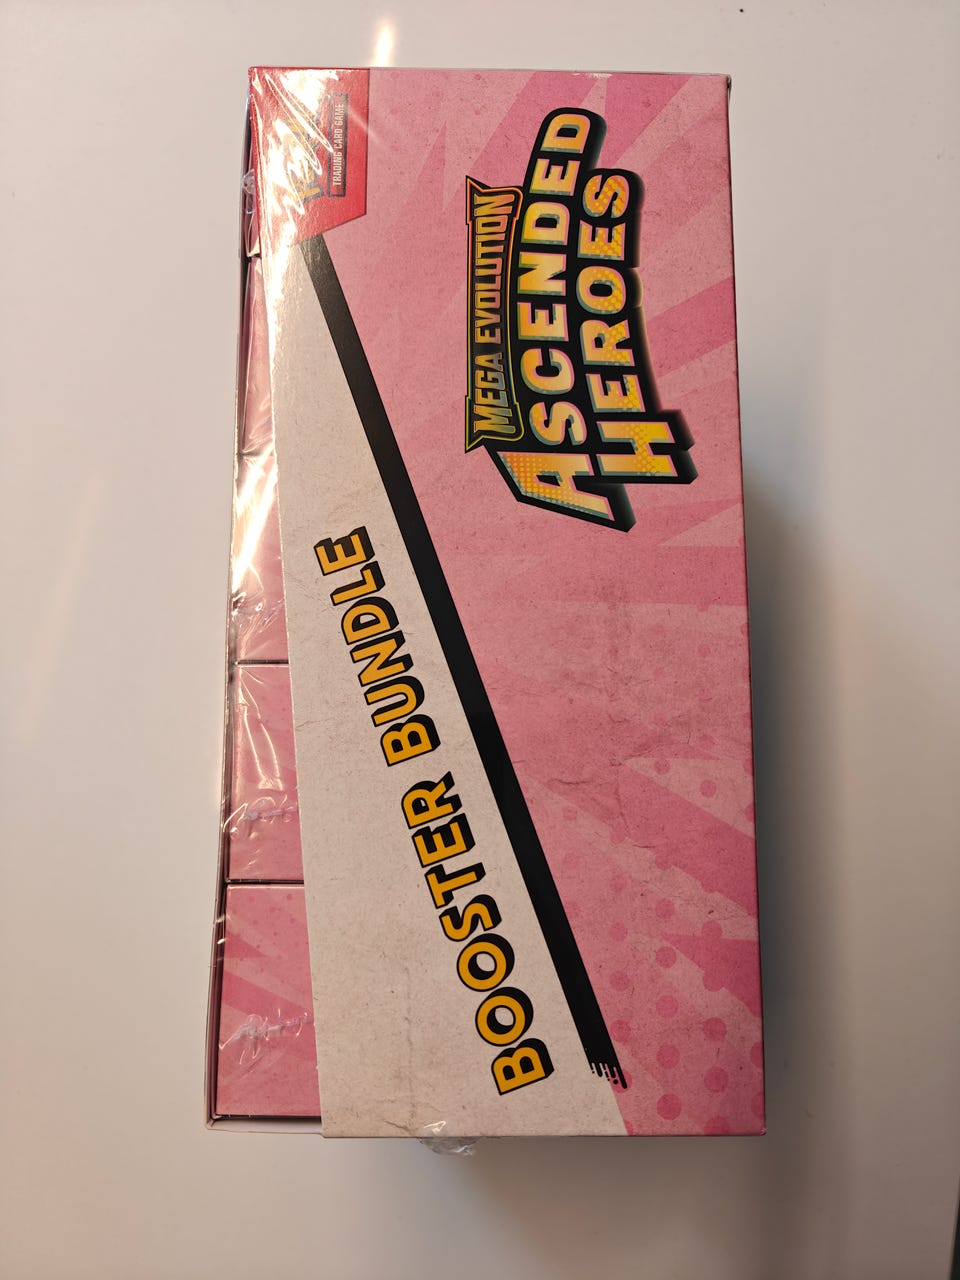 TRADING CARD GAME
MEGA EVOLUTION
ASCENDED
HEROES
BOOSTER BUNDLE